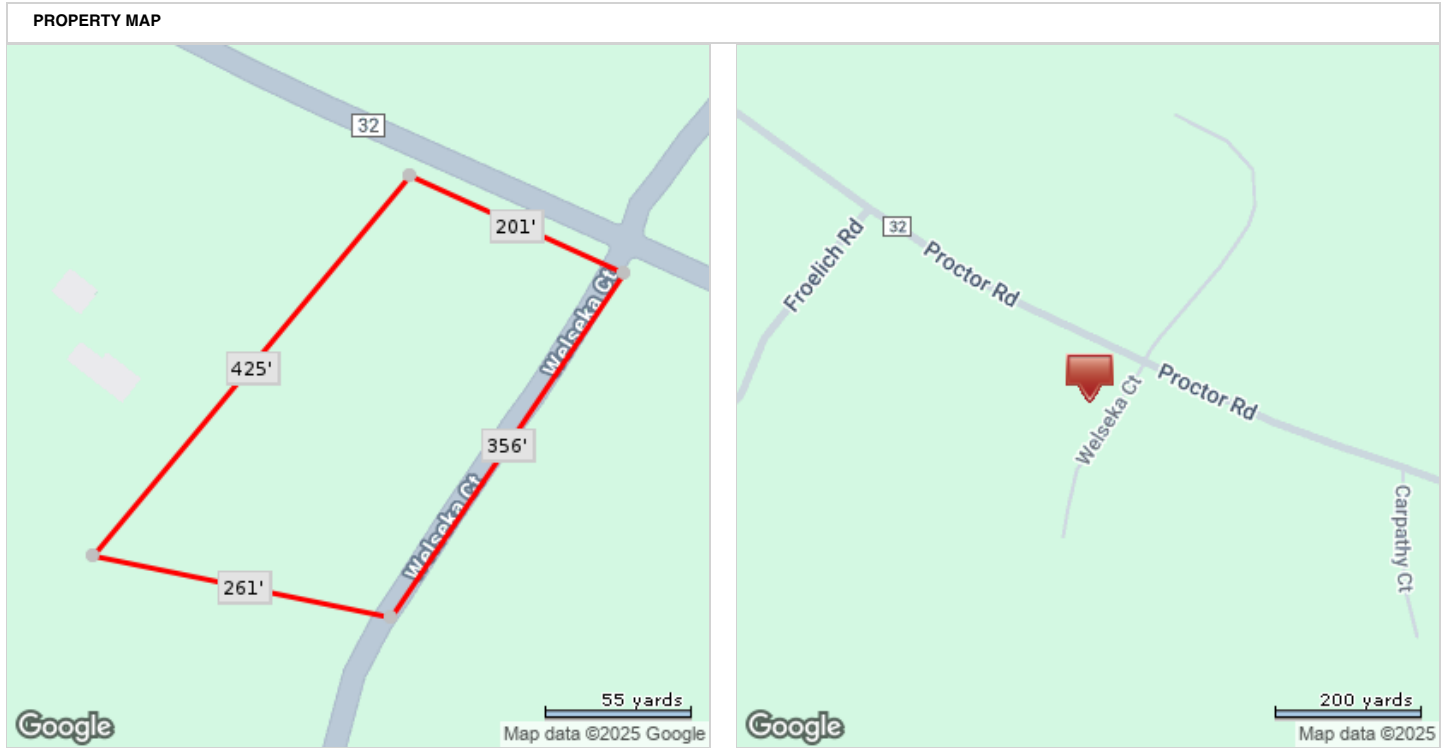 PROPERTY MAP
32
201'
Welseka Ct
425'
356'
Welseka Ct
261'
55 yards
Google
Map data ©2025 Google
Froelich Rd
32
Proctor Rd
Proctor Rd
Welseka Ct
Carpathy Ct
200 yards
Google
Map data ©2025